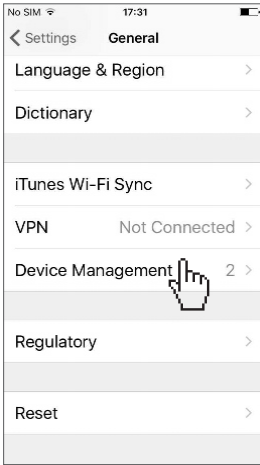 No SIM 17:31
Settings General
Language & Region
Dictionary
iTunes Wi-Fi Sync
VPN Not Connected
Device Management 2
Regulatory
Reset